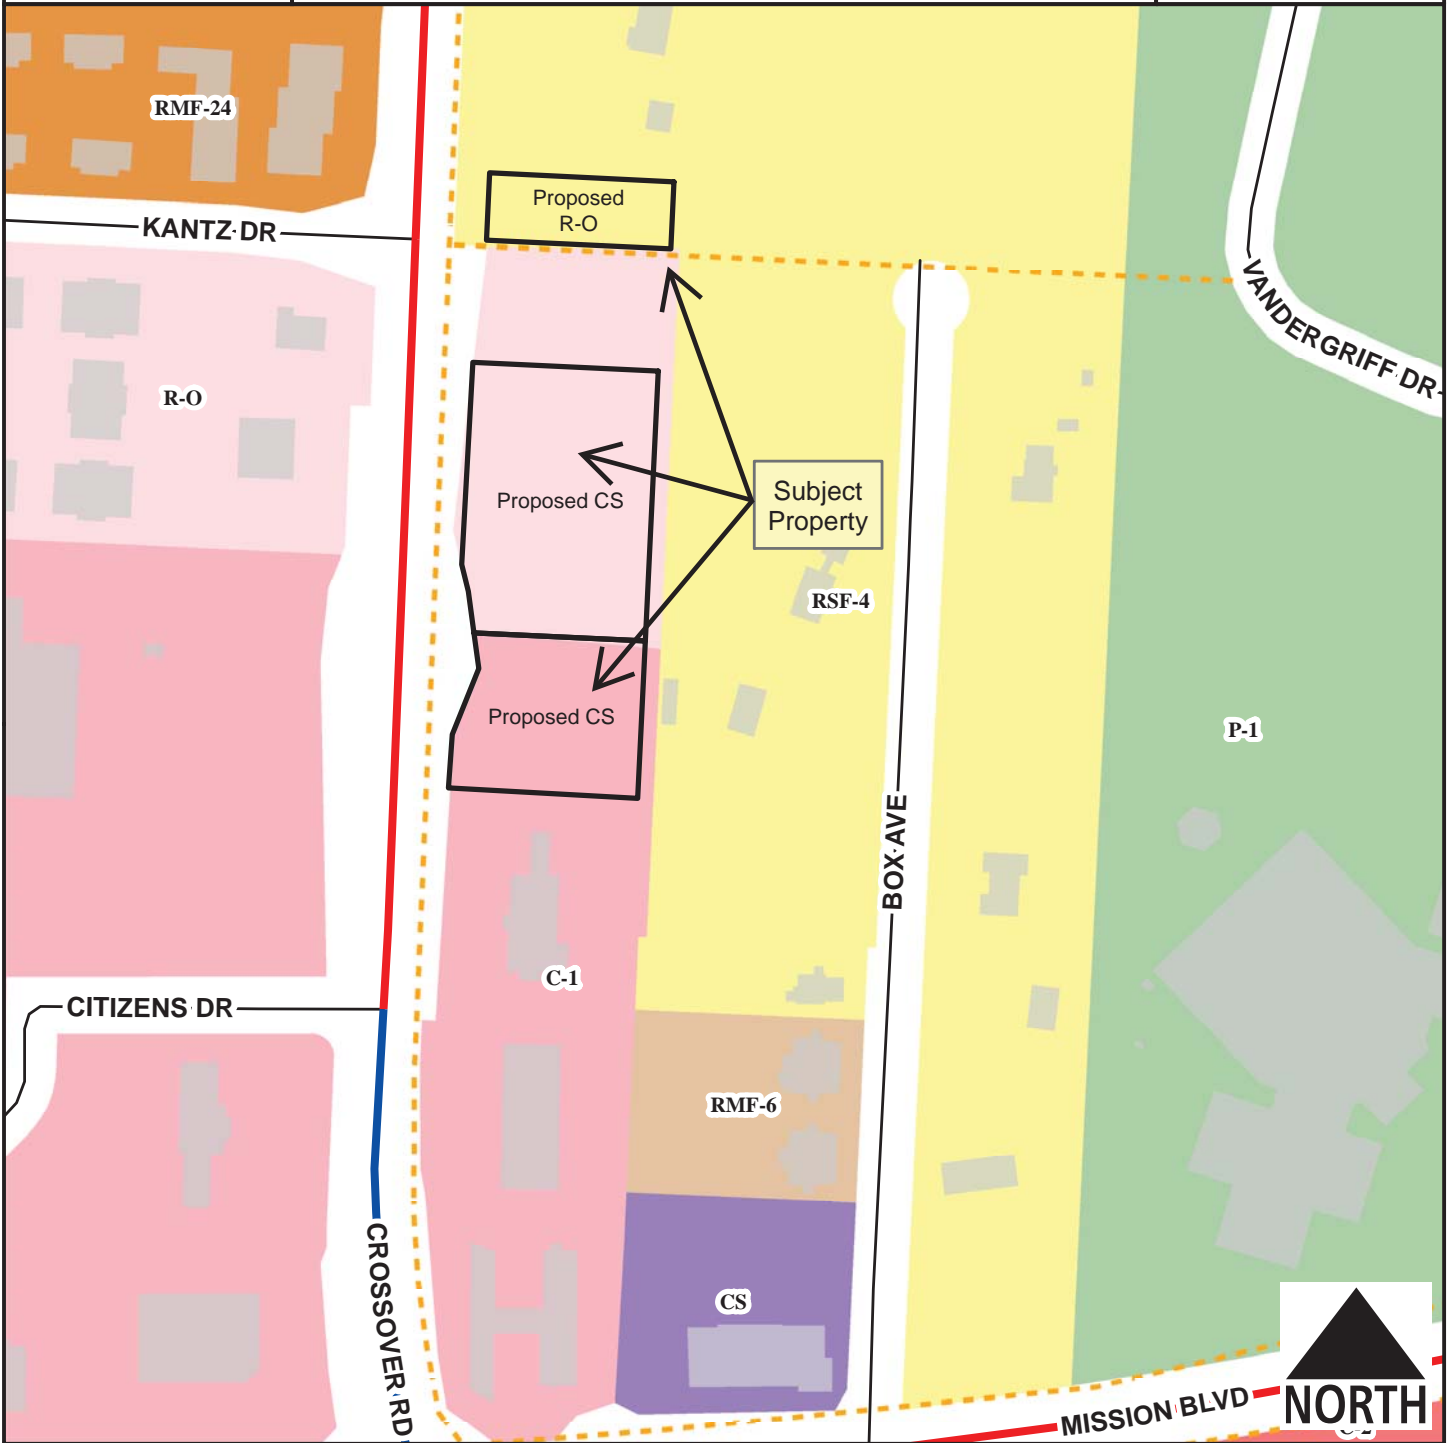 RMF-24
Proposed
R-O
KANTZ DR
VANDERGRIFF DR
R-O
Proposed CS
Subject
Property
RSF-4
Proposed CS
P-1
BOX AVE
C-1
CITIZENS DR
RMF-6
CS
CROSSOVER RD
MISSION BLVD
NORTH
C-2